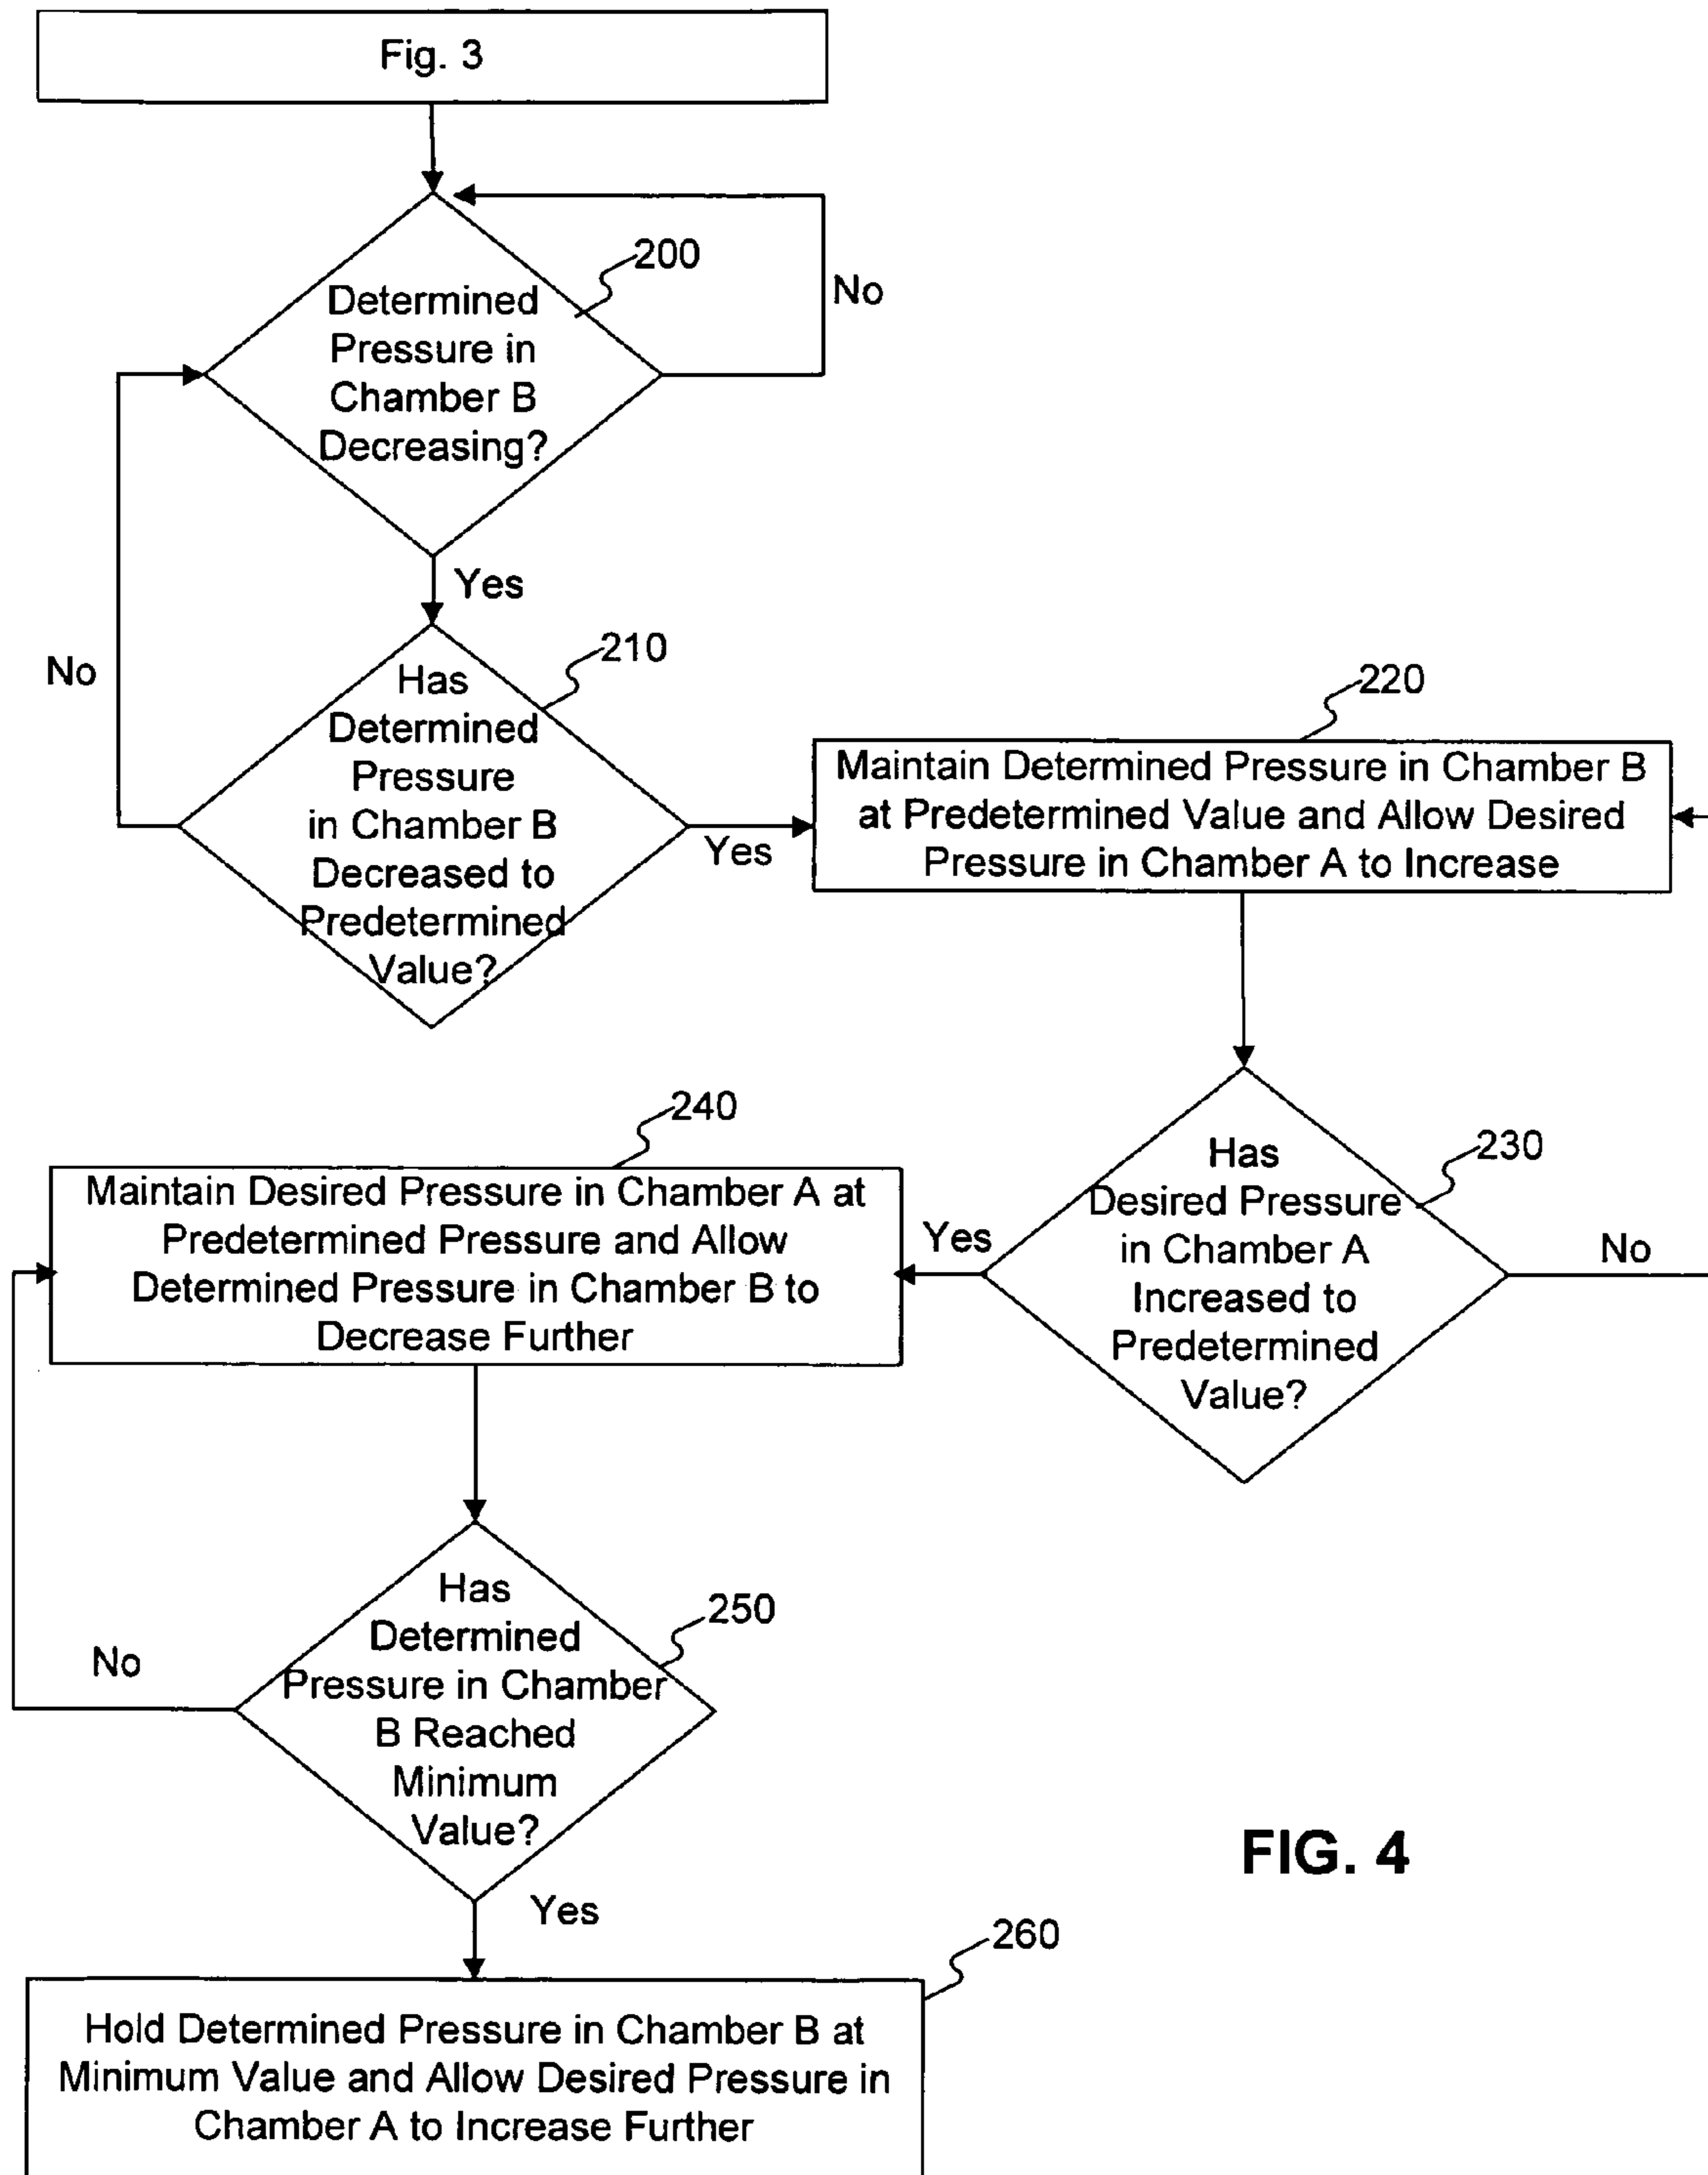 Fig. 3
200
Determined
Pressure in
Chamber B
Decreasing?
No
Yes
No
210
Has
Determined
Pressure
in Chamber B
Decreased to
Predetermined
Value?
Yes
220
Maintain Determined Pressure in Chamber B
at Predetermined Value and Allow Desired
Pressure in Chamber A to Increase
230
Has
Desired Pressure
in Chamber A
Increased to
Predetermined
Value?
No
Yes
240
Maintain Desired Pressure in Chamber A at
Predetermined Pressure and Allow
Determined Pressure in Chamber B to
Decrease Further
250
Has
Determined
Pressure in Chamber
B Reached
Minimum
Value?
No
Yes
260
Hold Determined Pressure in Chamber B at
Minimum Value and Allow Desired Pressure in
Chamber A to Increase Further
FIG. 4